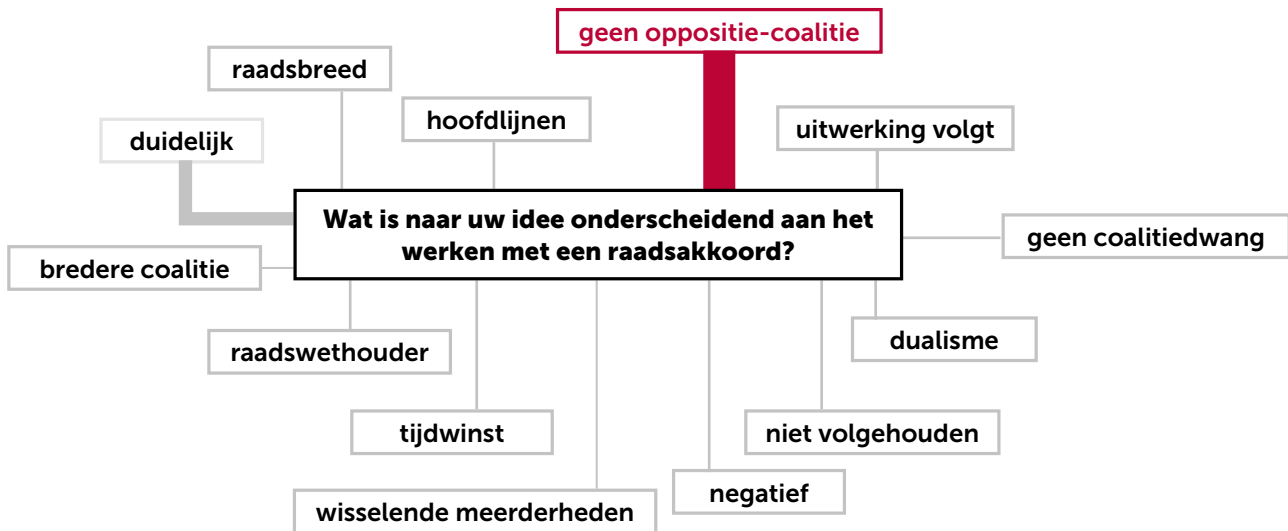 geen oppositie-coalitie
raadsbreed
hoofdlijnen
uitwerking volgt
duidelijk
Wat is naar uw idee onderscheidend aan het
werken met een raadsakkoord?
geen coalitiedwang
bredere coalitie
raadswethouder
dualisme
tijdwinst
niet volgehouden
negatief
wisselende meerderheden